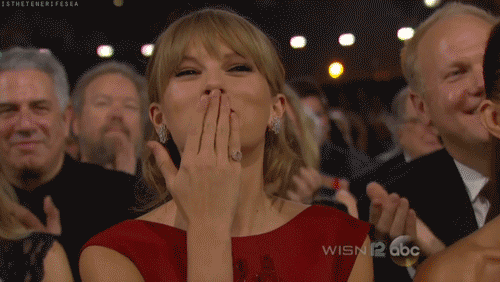 ISTHETENERIFESSA
WISN 12 abc